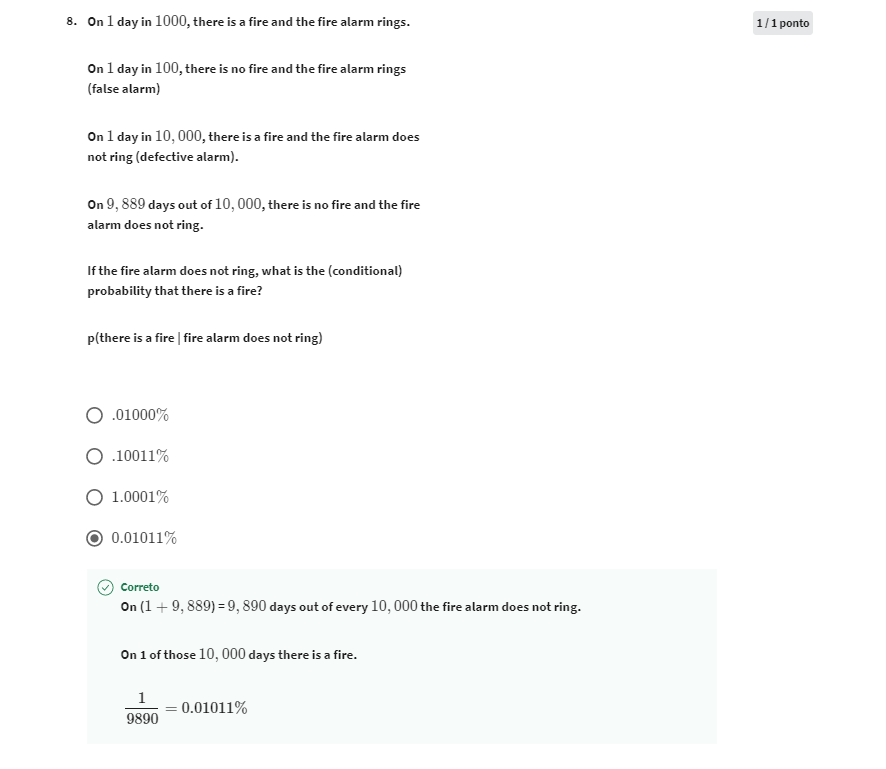 8. On 1 day in 1000, there is a fire and the fire alarm rings.
1 / 1 ponto
On 1 day in 100, there is no fire and the fire alarm rings
(false alarm)
On 1 day in 10,000, there is a fire and the fire alarm does
not ring (defective alarm).
On 9,889 days out of 10,000, there is no fire and the fire
alarm does not ring.
If the fire alarm does not ring, what is the (conditional)
probability that there is a fire?
p(there is a fire | fire alarm does not ring)
.01000%
.10011%
1.0001%
0.01011%
Correto
On (1 + 9,889) = 9,890 days out of every 10,000 the fire alarm does not ring.
On 1 of those 10,000 days there is a fire.
1/9890 = 0.01011%